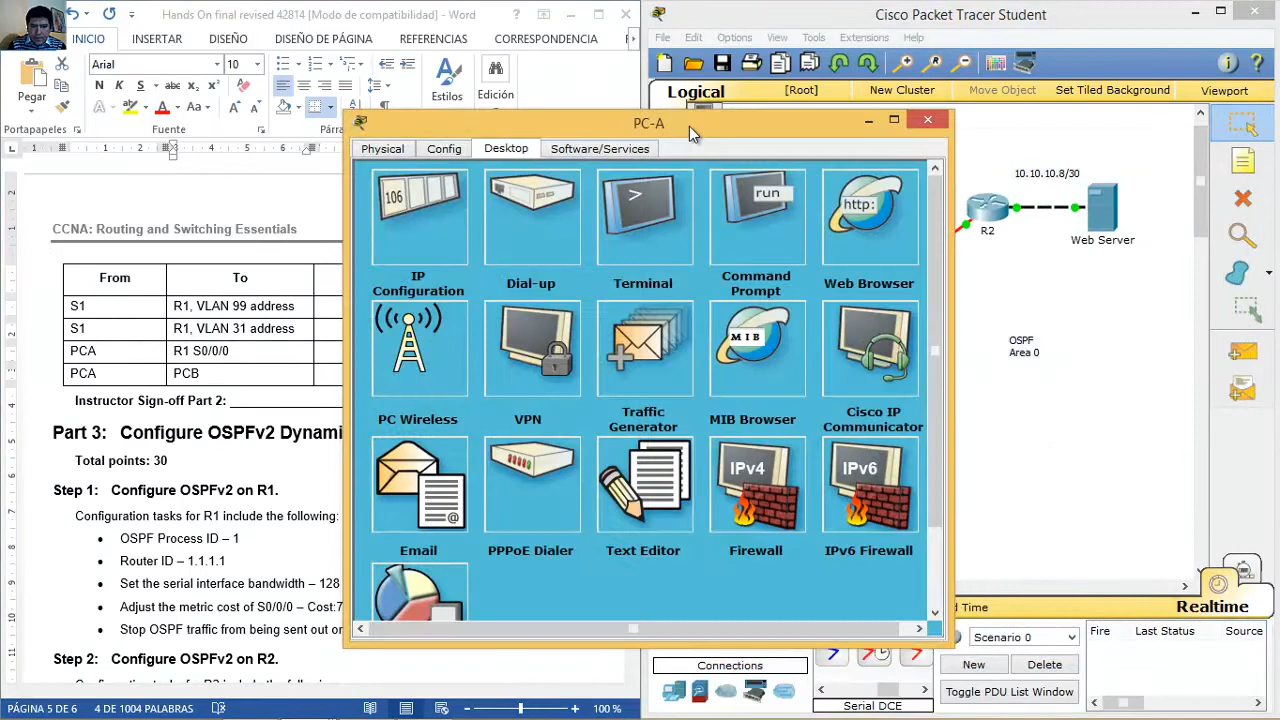 Hands On final revised 42814 [Modo de compatibilidad] - Word
INICIO INSERTAR DISEÑO DISEÑO DE PÁGINA REFERENCIAS CORRESPONDENCIA
Pegar
Arial 10
N K S abc x₂ x²
A Aa A A
Estilos Edición
Portapapeles Fuente
CCNA: Routing and Switching Essentials
From To
S1 R1, VLAN 99 address
S1 R1, VLAN 31 address
PCA R1 S0/0/0
PCA PCB
Instructor Sign-off Part 2:
Part 3: Configure OSPFv2 Dynami
Total points: 30
Step 1: Configure OSPFv2 on R1.
Configuration tasks for R1 include the following:
• OSPF Process ID – 1
• Router ID – 1.1.1.1
• Set the serial interface bandwidth – 128
• Adjust the metric cost of S0/0/0 – Cost:7
• Stop OSPF traffic from being sent out on
Step 2: Configure OSPFv2 on R2.
PÁGINA 5 DE 6 4 DE 1004 PALABRAS 100 %
Cisco Packet Tracer Student
File Edit Options View Tools Extensions Help
Logical [Root] New Cluster Move Object Set Tiled Background Viewport
PC-A
Physical Config Desktop Software/Services
106 > run http:
IP Configuration
Dial-up
Terminal
Command Prompt
Web Browser
MIB
PC Wireless
VPN
Traffic Generator
MIB Browser
Cisco IP Communicator
@ IPv4 IPv6
Email
PPPoE Dialer
Text Editor
Firewall
IPv6 Firewall
10.10.10.8/30
R2
Web Server
OSPF
Area 0
d Time Realtime
Scenario 0
Fire Last Status Source
New Delete
Toggle PDU List Window
Connections
Serial DCE